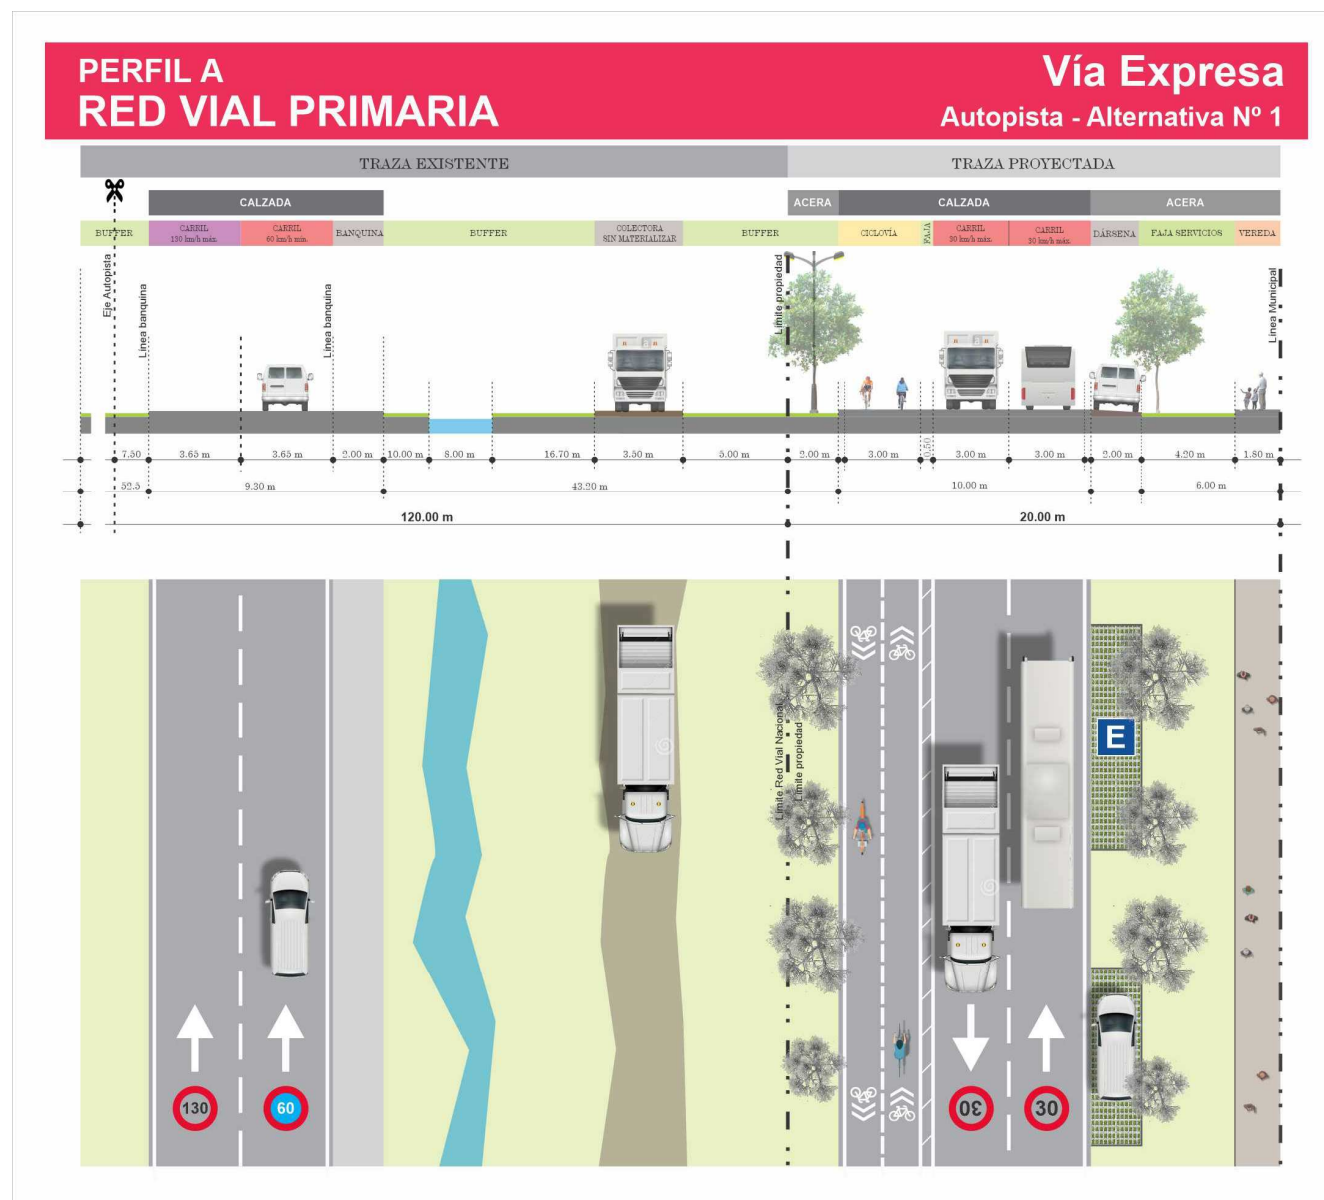 PERFIL A
RED VIAL PRIMARIA
Vía Expresa
Autopista - Alternativa Nº 1
TRAZA EXISTENTE
TRAZA PROYECTADA
CALZADA
ACERA
CALZADA
ACERA
BUFFER
CARRIL
130 km/h máx.
CARRIL
60 km/h mín.
BANQUINA
BUFFER
COLECTORA
SIN MATERIALIZAR
BUFFER
CICLOVÍA
FAJA
CARRIL
30 km/h máx.
CARRIL
30 km/h máx.
DÁRSENA
FAJA SERVICIOS
VEREDA
Eje Autopista
Línea banquina
Línea banquina
Límite propiedad
Línea Municipal
7.50
3.65 m
3.65 m
2.00 m
10.00 m
8.00 m
16.70 m
3.50 m
5.00 m
2.00 m
3.00 m
0.50
3.00 m
3.00 m
2.00 m
4.20 m
1.80 m
52.5
9.30 m
43.20 m
10.00 m
6.00 m
120.00 m
20.00 m
Límite Red Vial Nacional
Límite propiedad
E
130
60
30
30